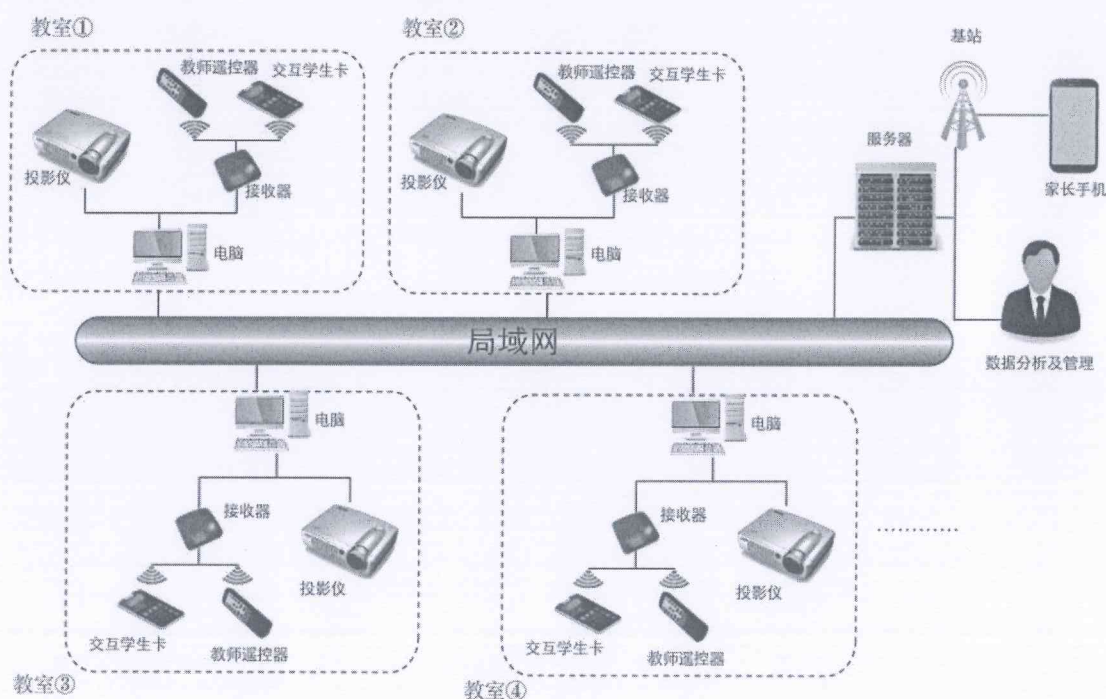 教室①
教师遥控器
交互学生卡
投影仪
接收器
电脑
教室②
教师遥控器
交互学生卡
投影仪
接收器
电脑
基站
服务器
家长手机
数据分析及管理
局域网
电脑
接收器
投影仪
交互学生卡
教师遥控器
教室③
电脑
接收器
投影仪
交互学生卡
教师遥控器
教室④
…………